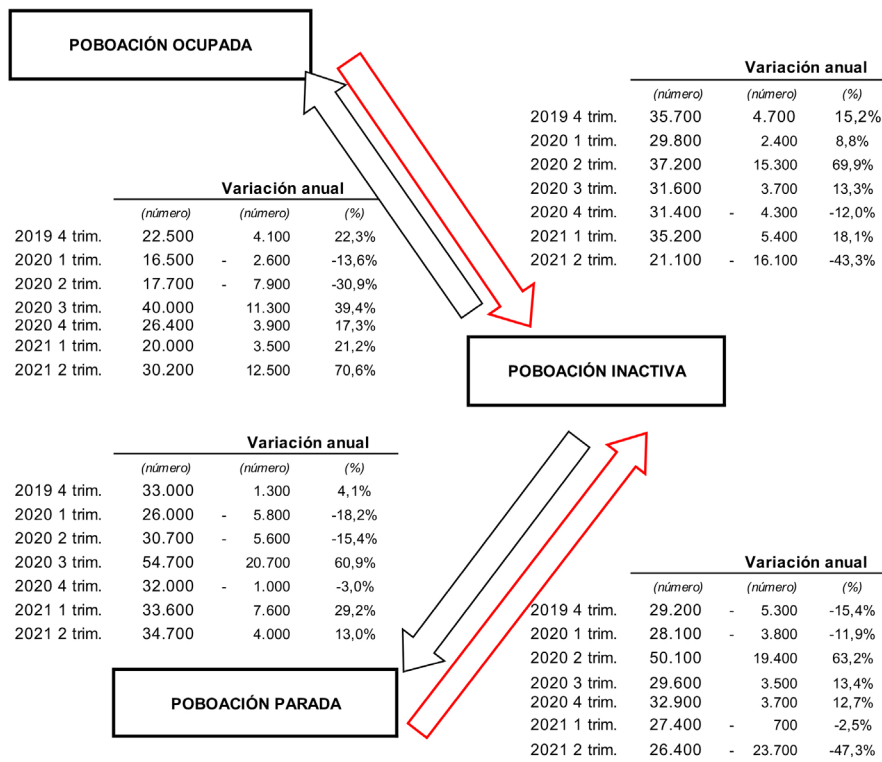 POBOACIÓN OCUPADA
Variación anual
(número) (número) (%)
2019 4 trim. 35.700 4.700 15,2%
2020 1 trim. 29.800 2.400 8,8%
2020 2 trim. 37.200 15.300 69,9%
2020 3 trim. 31.600 3.700 13,3%
2020 4 trim. 31.400 - 4.300 -12,0%
2021 1 trim. 35.200 5.400 18,1%
2021 2 trim. 21.100 - 16.100 -43,3%
Variación anual
(número) (número) (%)
2019 4 trim. 22.500 4.100 22,3%
2020 1 trim. 16.500 - 2.600 -13,6%
2020 2 trim. 17.700 - 7.900 -30,9%
2020 3 trim. 40.000 11.300 39,4%
2020 4 trim. 26.400 3.900 17,3%
2021 1 trim. 20.000 3.500 21,2%
2021 2 trim. 30.200 12.500 70,6%
POBOACIÓN INACTIVA
Variación anual
(número) (número) (%)
2019 4 trim. 33.000 1.300 4,1%
2020 1 trim. 26.000 - 5.800 -18,2%
2020 2 trim. 30.700 - 5.600 -15,4%
2020 3 trim. 54.700 20.700 60,9%
2020 4 trim. 32.000 - 1.000 -3,0%
2021 1 trim. 33.600 7.600 29,2%
2021 2 trim. 34.700 4.000 13,0%
Variación anual
(número) (número) (%)
2019 4 trim. 29.200 - 5.300 -15,4%
2020 1 trim. 28.100 - 3.800 -11,9%
2020 2 trim. 50.100 19.400 63,2%
2020 3 trim. 29.600 3.500 13,4%
2020 4 trim. 32.900 3.700 12,7%
2021 1 trim. 27.400 - 700 -2,5%
2021 2 trim. 26.400 - 23.700 -47,3%
POBOACIÓN PARADA